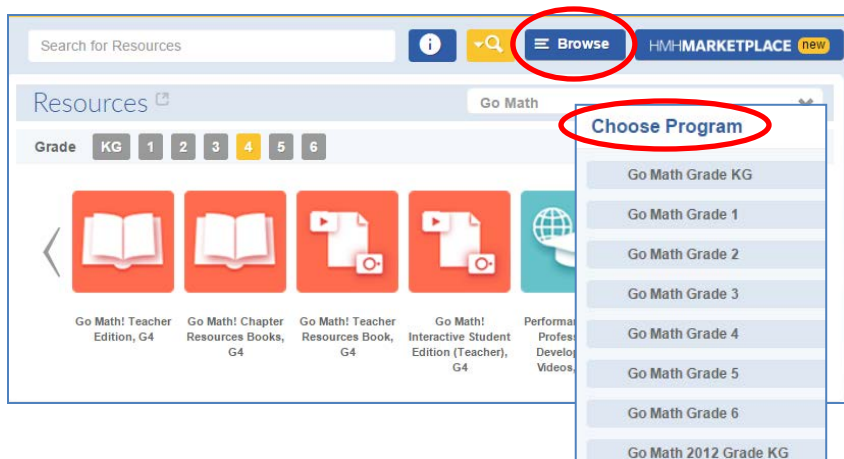 Search for Resources
i
Browse
HMHMARKETPLACE new
Resources
Go Math
Grade KG 1 2 3 4 5 6
Choose Program
Go Math Grade KG
Go Math Grade 1
Go Math Grade 2
Go Math Grade 3
Go Math Grade 4
Go Math Grade 5
Go Math Grade 6
Go Math 2012 Grade KG
Go Math! Teacher
Edition, G4
Go Math! Chapter
Resources Books,
G4
Go Math! Teacher
Resources Book,
G4
Go Math!
Interactive Student
Edition (Teacher),
G4
Videos,